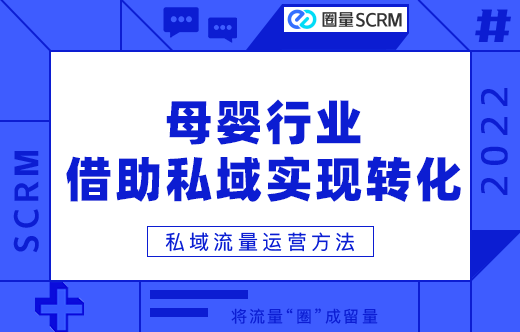 圈量SCRM
#
母婴行业
借助私域实现转化
私域流量运营方法
SCRM
2022
将流量“圈”成留量